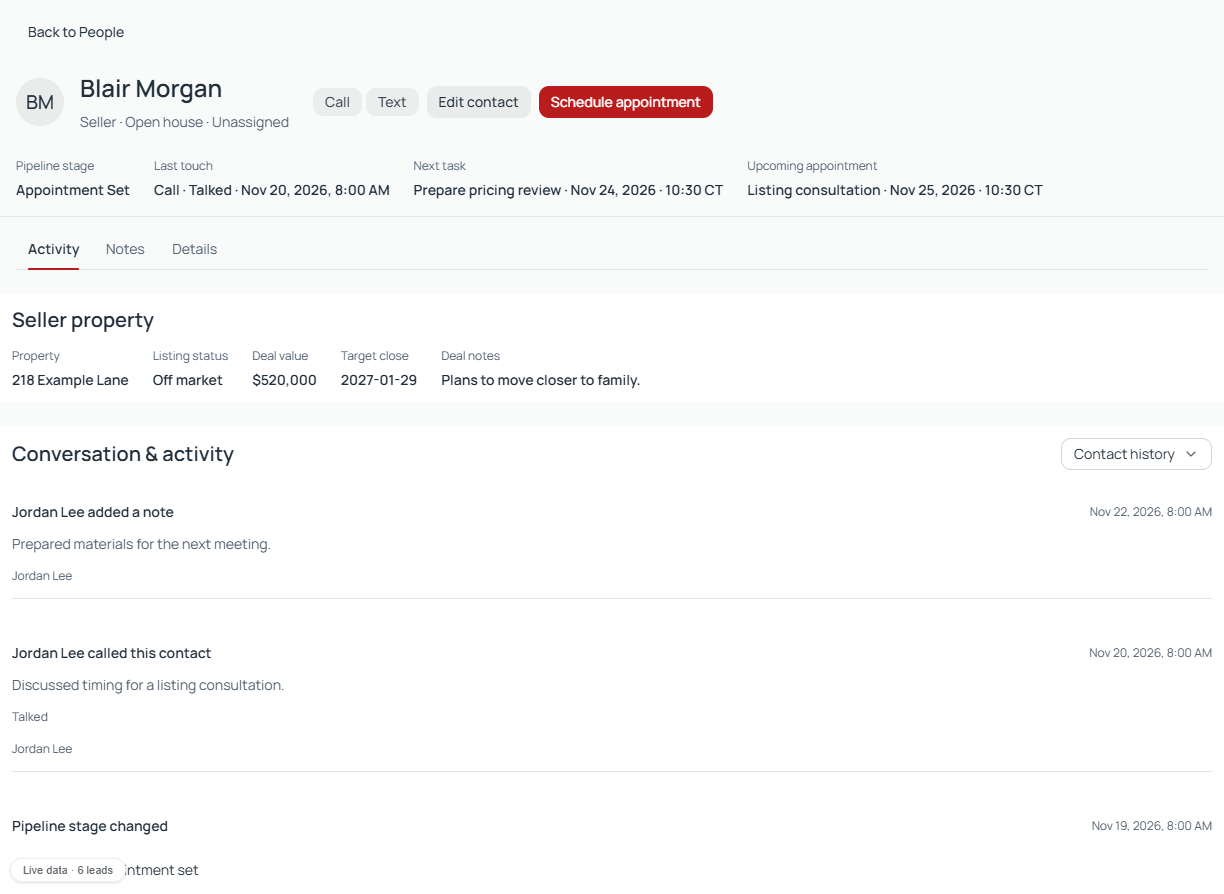 Back to People
BM
Blair Morgan
Seller · Open house · Unassigned
Call
Text
Edit contact
Schedule appointment
Pipeline stage
Appointment Set
Last touch
Call · Talked · Nov 20, 2026, 8:00 AM
Next task
Prepare pricing review · Nov 24, 2026 · 10:30 CT
Upcoming appointment
Listing consultation · Nov 25, 2026 · 10:30 CT
Activity
Notes
Details
Seller property
Property
218 Example Lane
Listing status
Off market
Deal value
$520,000
Target close
2027-01-29
Deal notes
Plans to move closer to family.
Conversation & activity
Contact history
Jordan Lee added a note
Nov 22, 2026, 8:00 AM
Prepared materials for the next meeting.
Jordan Lee
Jordan Lee called this contact
Nov 20, 2026, 8:00 AM
Discussed timing for a listing consultation.
Talked
Jordan Lee
Pipeline stage changed
Nov 19, 2026, 8:00 AM
Live data · 6 leads
set